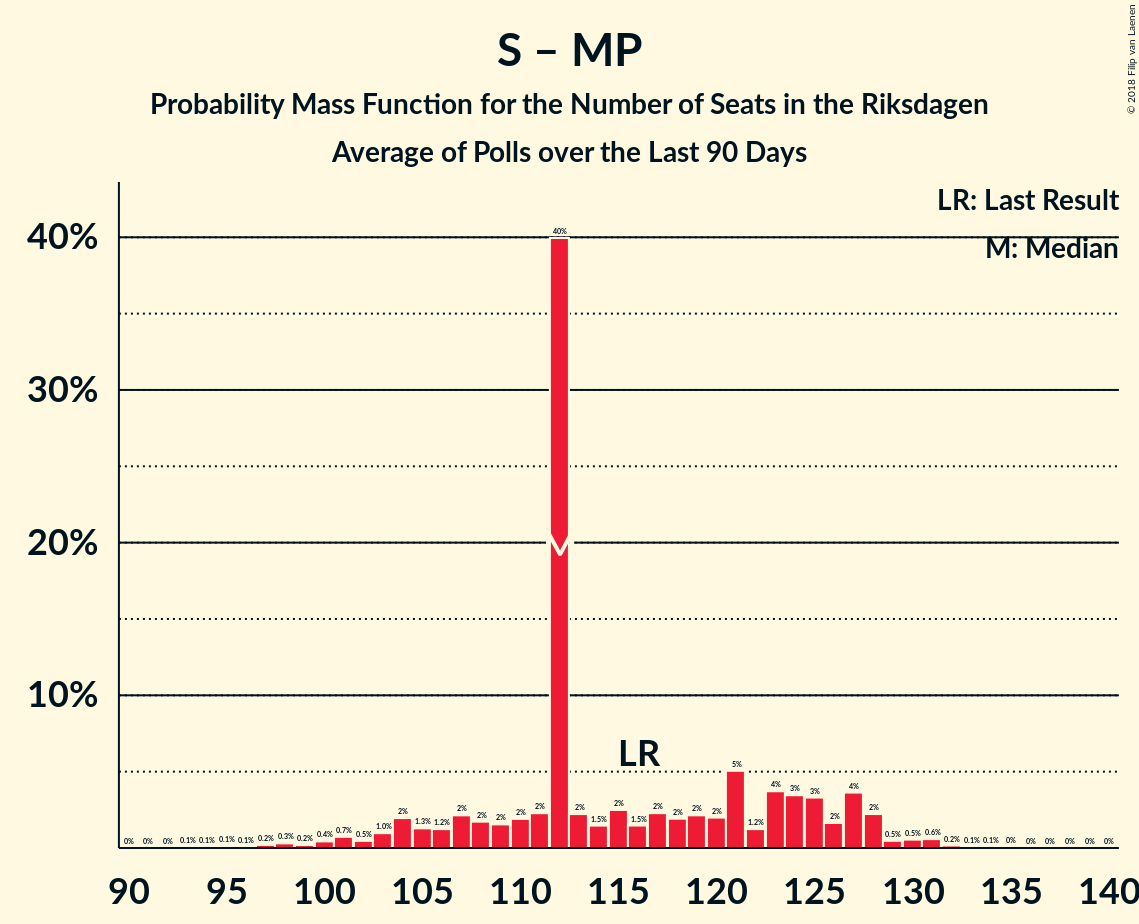 S – MP
Probability Mass Function for the Number of Seats in the Riksdagen
Average of Polls over the Last 90 Days
© 2018 Filip van Laenen
LR: Last Result
M: Median
40%
30%
20%
10%
40%
LR
0% 0% 0% 0.1% 0.1% 0.1% 0.1% 0.2% 0.3% 0.2% 0.4% 0.7% 0.5% 1.0% 2% 1.3% 1.2% 2% 2% 2% 2% 2% 2% 1.5% 2% 1.5% 2% 2% 2% 2% 5% 1.2% 4% 3% 3% 2% 4% 2% 0.5% 0.5% 0.6% 0.2% 0.1% 0.1% 0% 0% 0% 0% 0% 0%
90 95 100 105 110 115 120 125 130 135 140